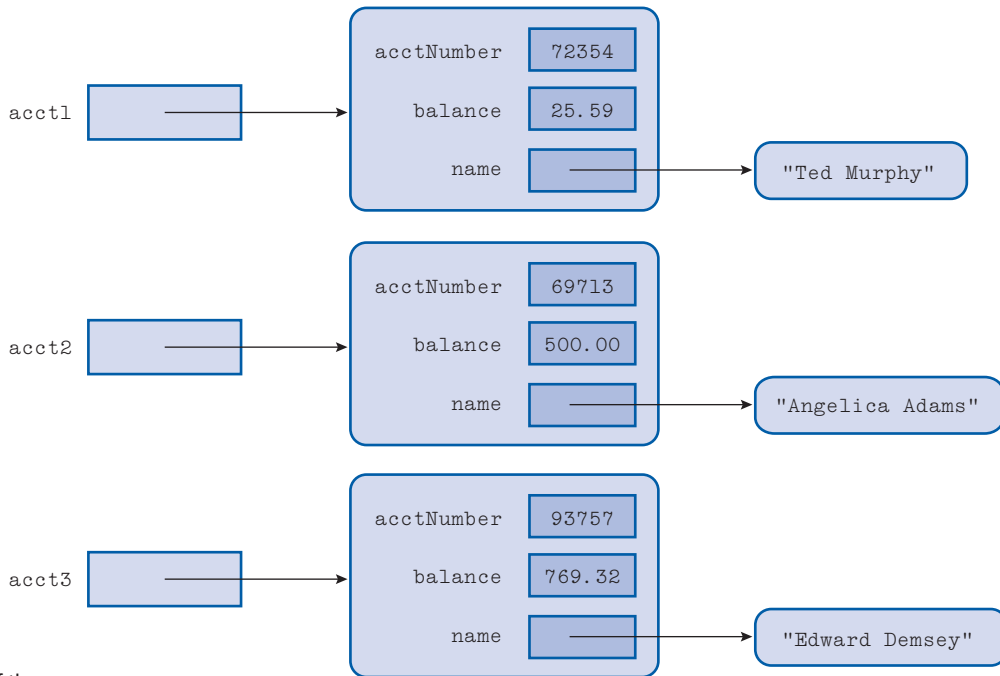 acctNumber 72354
acct1
balance 25.59
name
"Ted Murphy"
acctNumber 69713
acct2
balance 500.00
name
"Angelica Adams"
acctNumber 93757
acct3
balance 769.32
name
"Edward Demsey"